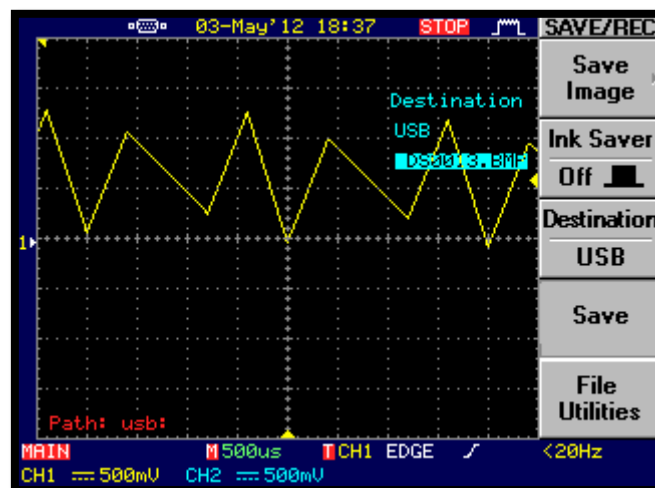 03-May'12 18:37 STOP SAVE/REC
Save
Image
Destination
USB
DS0013.BMP
Ink Saver
Off
Destination
USB
1
Save
File
Utilities
Path: usb:
MAIN M 500us T CH1 EDGE <20Hz
CH1 500mV CH2 500mV